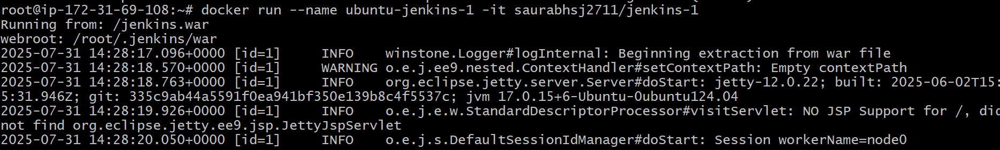 root@ip-172-31-69-108:~# docker run --name ubuntu-jenkins-1 -it saurabhsj2711/jenkins-1
Running from: /jenkins.war
webroot: /root/.jenkins/war
2025-07-31 14:28:17.096+0000 [id=1]     INFO    winstone.Logger#logInternal: Beginning extraction from war file
2025-07-31 14:28:18.570+0000 [id=1]     WARNING o.e.j.ee9.nested.ContextHandler#setContextPath: Empty contextPath
2025-07-31 14:28:18.763+0000 [id=1]     INFO    org.eclipse.jetty.server.Server#doStart: jetty-12.0.22; built: 2025-06-02T15:
5:31.946Z; git: 335c9ab44a5591f0ea941bf350e139b8c4f5537c; jvm 17.0.15+6-Ubuntu-0ubuntu124.04
2025-07-31 14:28:19.926+0000 [id=1]     INFO    o.e.j.e.w.StandardDescriptorProcessor#visitServlet: NO JSP Support for /, did
not find org.eclipse.jetty.ee9.jsp.JettyJspServlet
2025-07-31 14:28:20.050+0000 [id=1]     INFO    o.e.j.s.DefaultSessionIdManager#doStart: Session workerName=node0